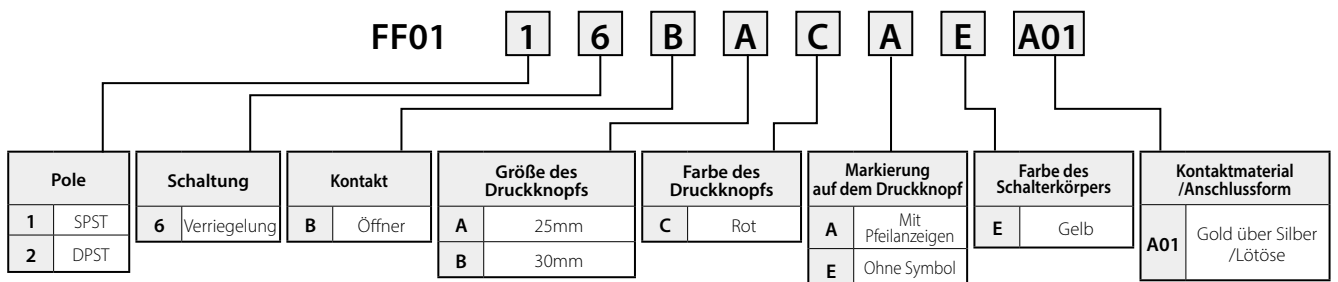 FF01 1 6 B A C A E A01
Pole
1 SPST
2 DPST
Schaltung
6 Verriegelung
Kontakt
B Öffner
Größe des
Druckknopfs
A 25mm
B 30mm
Farbe des
Druckknopfs
C Rot
Markierung
auf dem Druckknopf
A Mit
Pfeilanzeigen
E Ohne Symbol
Farbe des
Schalterkörpers
E Gelb
Kontaktmaterial
/Anschlussform
A01 Gold über Silber
/Lötöse